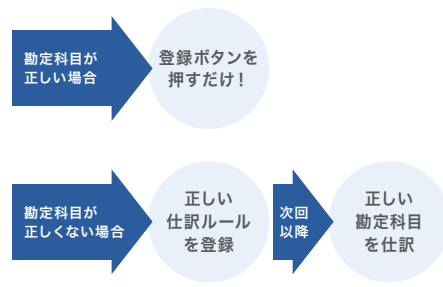 勘定科目が
正しい場合
登録ボタンを
押すだけ！
勘定科目が
正しくない場合
正しい
仕訳ルール
を登録
次回
以降
正しい
勘定科目
を仕訳